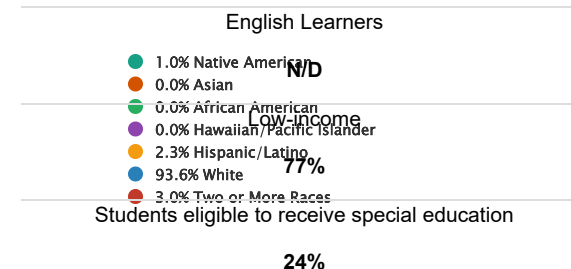 English Learners
1.0% Native American
N/D
0.0% Asian
0.0% African American
Low-income
0.0% Hawaiian/Pacific Islander
2.3% Hispanic/Latino
77%
93.6% White
3.0% Two or More Races
Students eligible to receive special education
24%